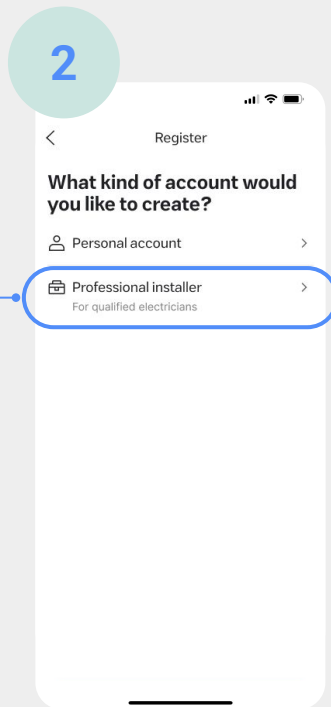 2
Register
What kind of account would
you like to create?
Personal account
Professional installer
For qualified electricians